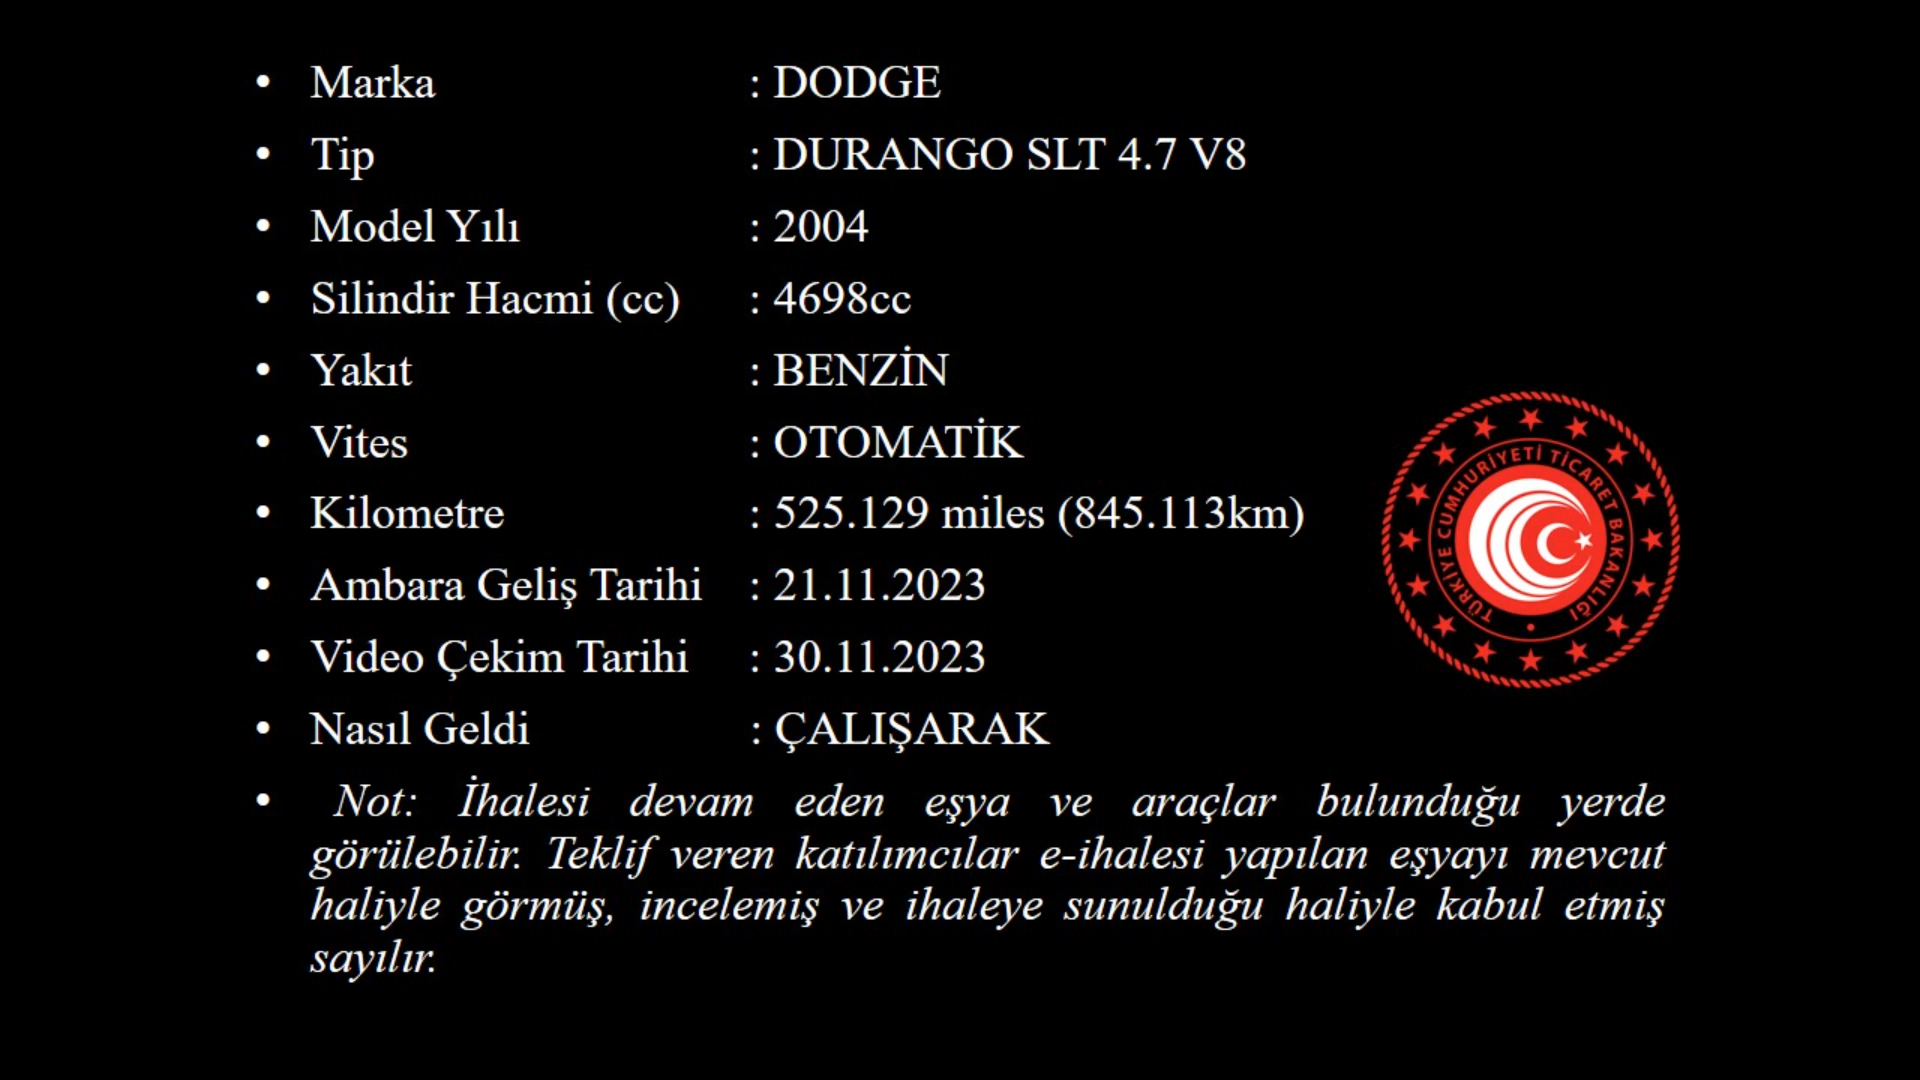 • Marka : DODGE
• Tip : DURANGO SLT 4.7 V8
• Model Yılı : 2004
• Silindir Hacmi (cc) : 4698cc
• Yakıt : BENZİN
• Vites : OTOMATİK
• Kilometre : 525.129 miles (845.113km)
• Ambara Geliş Tarihi : 21.11.2023
• Video Çekim Tarihi : 30.11.2023
• Nasıl Geldi : ÇALIŞARAK
• Not: İhalesi devam eden eşya ve araçlar bulunduğu yerde
görülebilir. Teklif veren katılımcılar e-ihalesi yapılan eşyayı mevcut
haliyle görmüş, incelemiş ve ihaleye sunulduğu haliyle kabul etmiş
sayılır.
TÜRKİYE CUMHURİYETİ TİCARET BAKANLIĞI